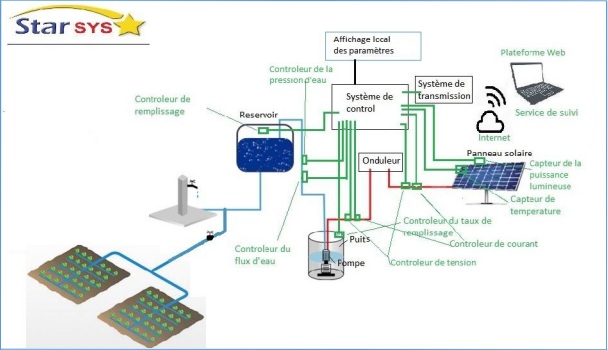 Star sys
Affichage local
des paramètres
Plateforme Web
Controleur de la
pression d'eau
Système de
transmission
Controleur de
remplissage
Système de
control
Reservoir
Service de suivi
Internet
Panneau solaire
Onduleur
Capteur de la
puissance
lumineuse
Capteur de
temperature
Controleur du taux de
remplissage
Controleur du
flux d'eau
Puits
Controleur de courant
Pompe
Controleur de tension